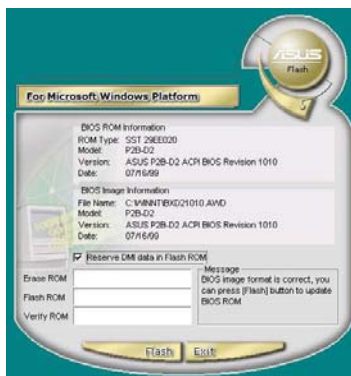 ASUS
Flash
For Microsoft Windows Platform
BIOS ROM Information
ROM Type: SST 29EE020
Model: P2B-D2
Version: ASUS P2B-D2 ACPI BIOS Revision 1010
Date: 07/16/99
BIOS Image Information
File Name: C:\WINNT\BXD21010.AWD
Model: P2B-D2
Version: ASUS P2B-D2 ACPI BIOS Revision 1010
Date: 07/16/99
Reserve DMI data in Flash ROM
Erase ROM
Flash ROM
Verify ROM
Message
BIOS image format is correct, you
can press [Flash] button to update
BIOS ROM
Flash Exit